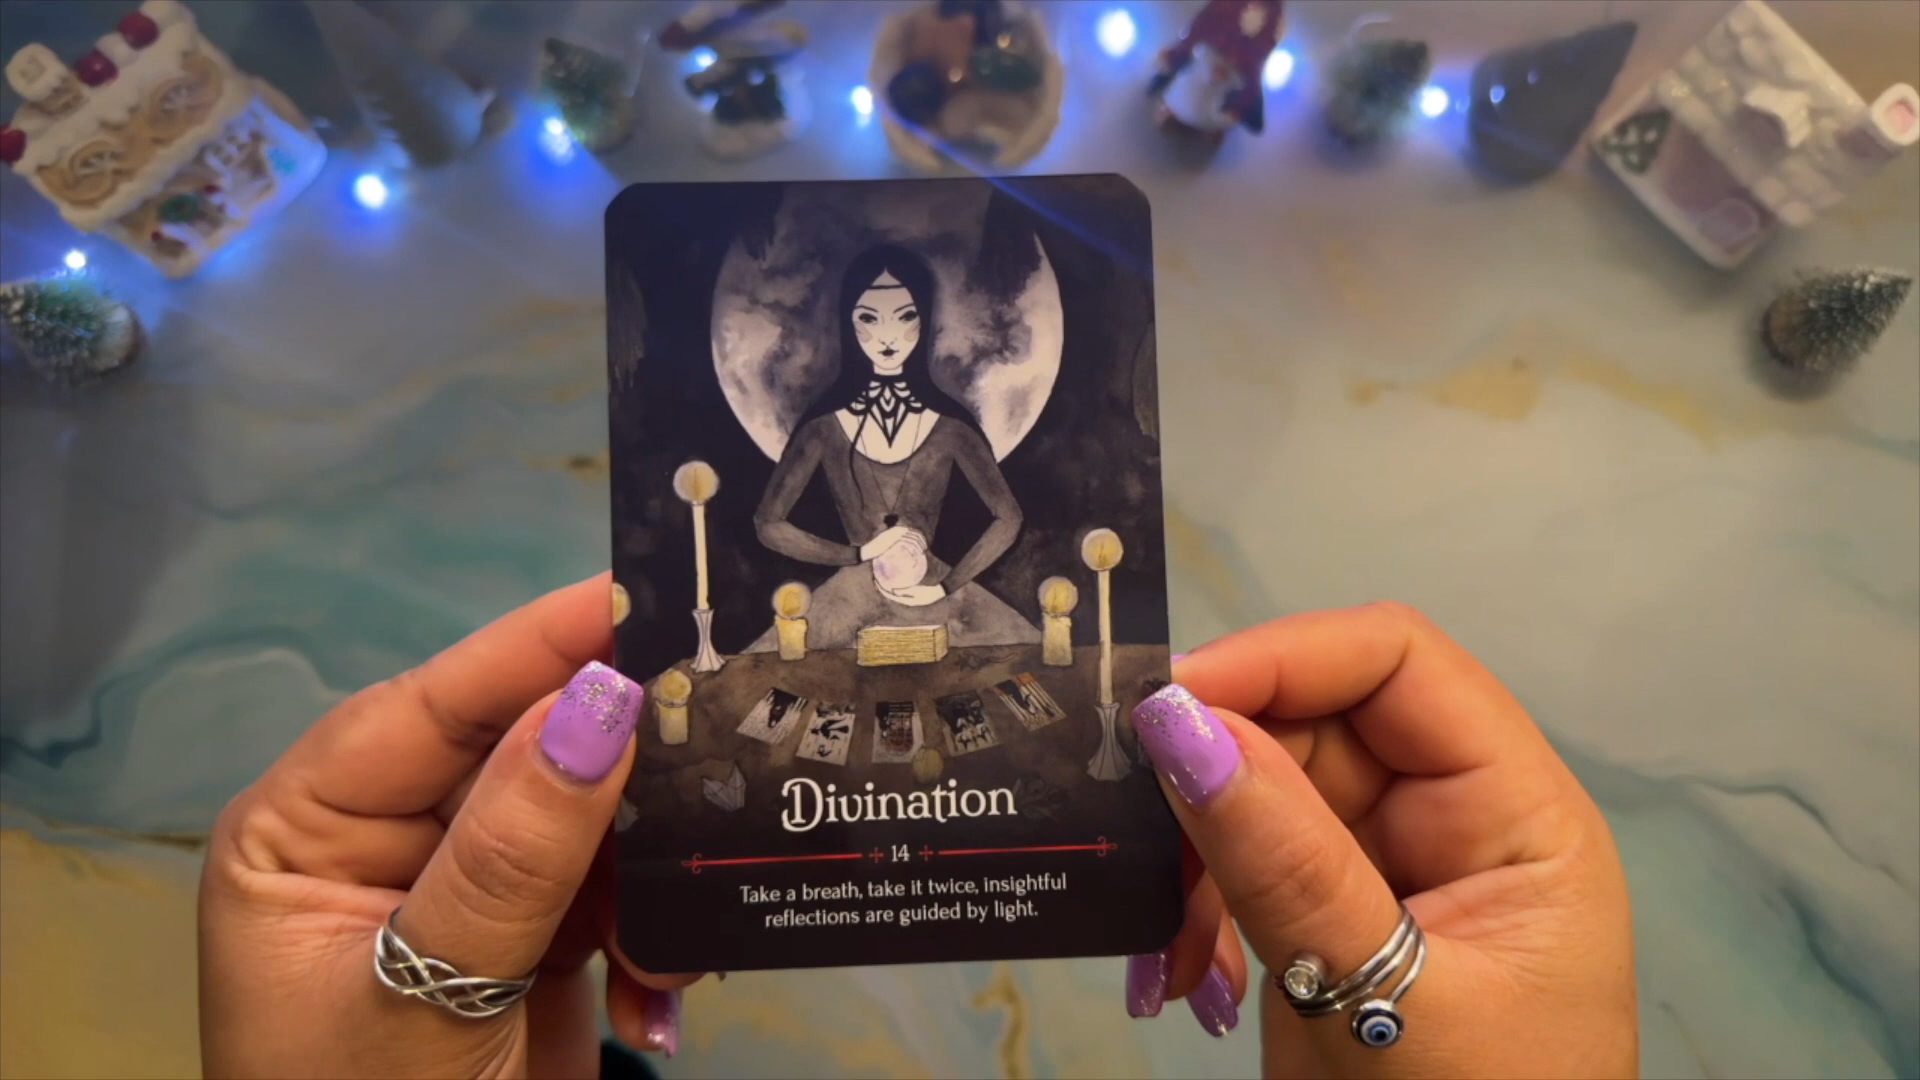 Divination
14
Take a breath, take it twice, insightful
reflections are guided by light.